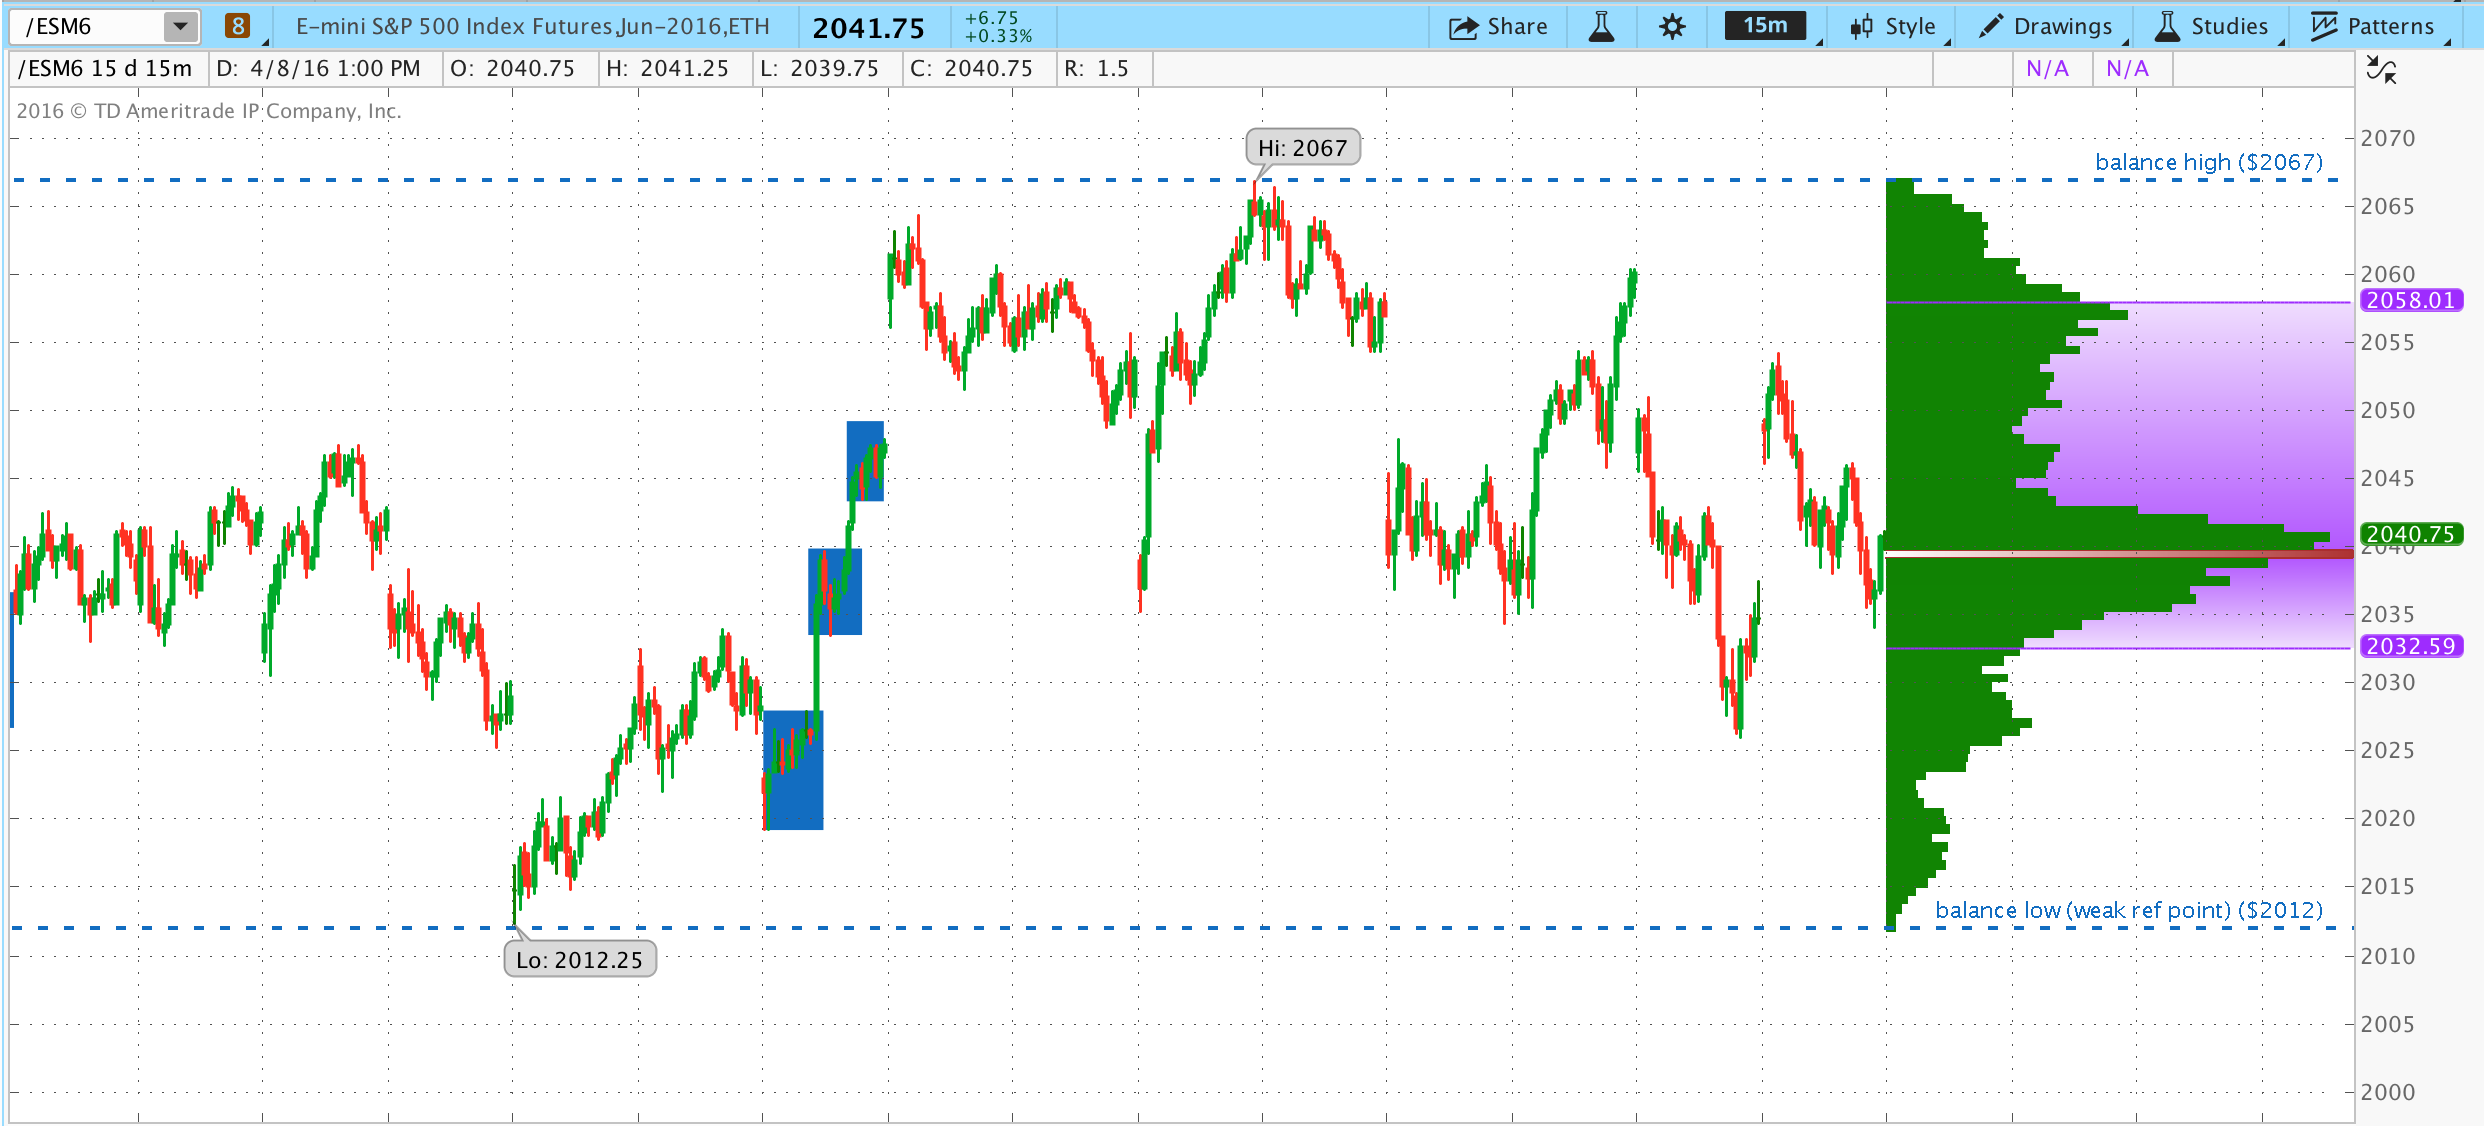 /ESM6 8 E-mini S&P 500 Index Futures,Jun-2016,ETH 2041.75 +6.75 +0.33% Share 15m Style Drawings Studies Patterns
/ESM6 15 d 15m D: 4/8/16 1:00 PM O: 2040.75 H: 2041.25 L: 2039.75 C: 2040.75 R: 1.5 N/A N/A
2016 © TD Ameritrade IP Company, Inc.
2070
Hi: 2067
balance high ($2067)
2065
2060
2058.01
2055
2050
2045
2040.75
2040
2035
2032.59
2030
2025
2020
2015
balance low (weak ref point) ($2012)
Lo: 2012.25
2010
2005
2000